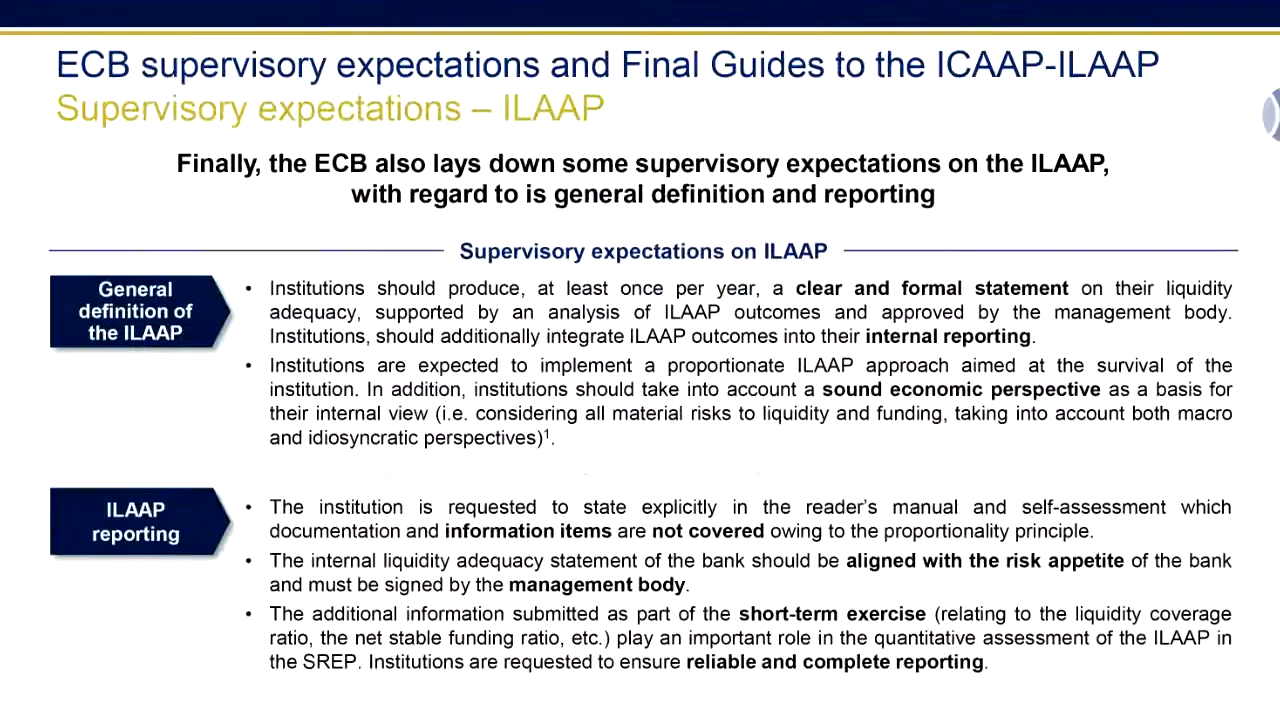 ECB supervisory expectations and Final Guides to the ICAAP-ILAAP
Supervisory expectations – ILAAP
Finally, the ECB also lays down some supervisory expectations on the ILAAP,
with regard to is general definition and reporting
Supervisory expectations on ILAAP
General
definition of
the ILAAP
• Institutions should produce, at least once per year, a clear and formal statement on their liquidity
adequacy, supported by an analysis of ILAAP outcomes and approved by the management body.
Institutions, should additionally integrate ILAAP outcomes into their internal reporting.
• Institutions are expected to implement a proportionate ILAAP approach aimed at the survival of the
institution. In addition, institutions should take into account a sound economic perspective as a basis for
their internal view (i.e. considering all material risks to liquidity and funding, taking into account both macro
and idiosyncratic perspectives)¹.
ILAAP
reporting
• The institution is requested to state explicitly in the reader's manual and self-assessment which
documentation and information items are not covered owing to the proportionality principle.
• The internal liquidity adequacy statement of the bank should be aligned with the risk appetite of the bank
and must be signed by the management body.
• The additional information submitted as part of the short-term exercise (relating to the liquidity coverage
ratio, the net stable funding ratio, etc.) play an important role in the quantitative assessment of the ILAAP in
the SREP. Institutions are requested to ensure reliable and complete reporting.